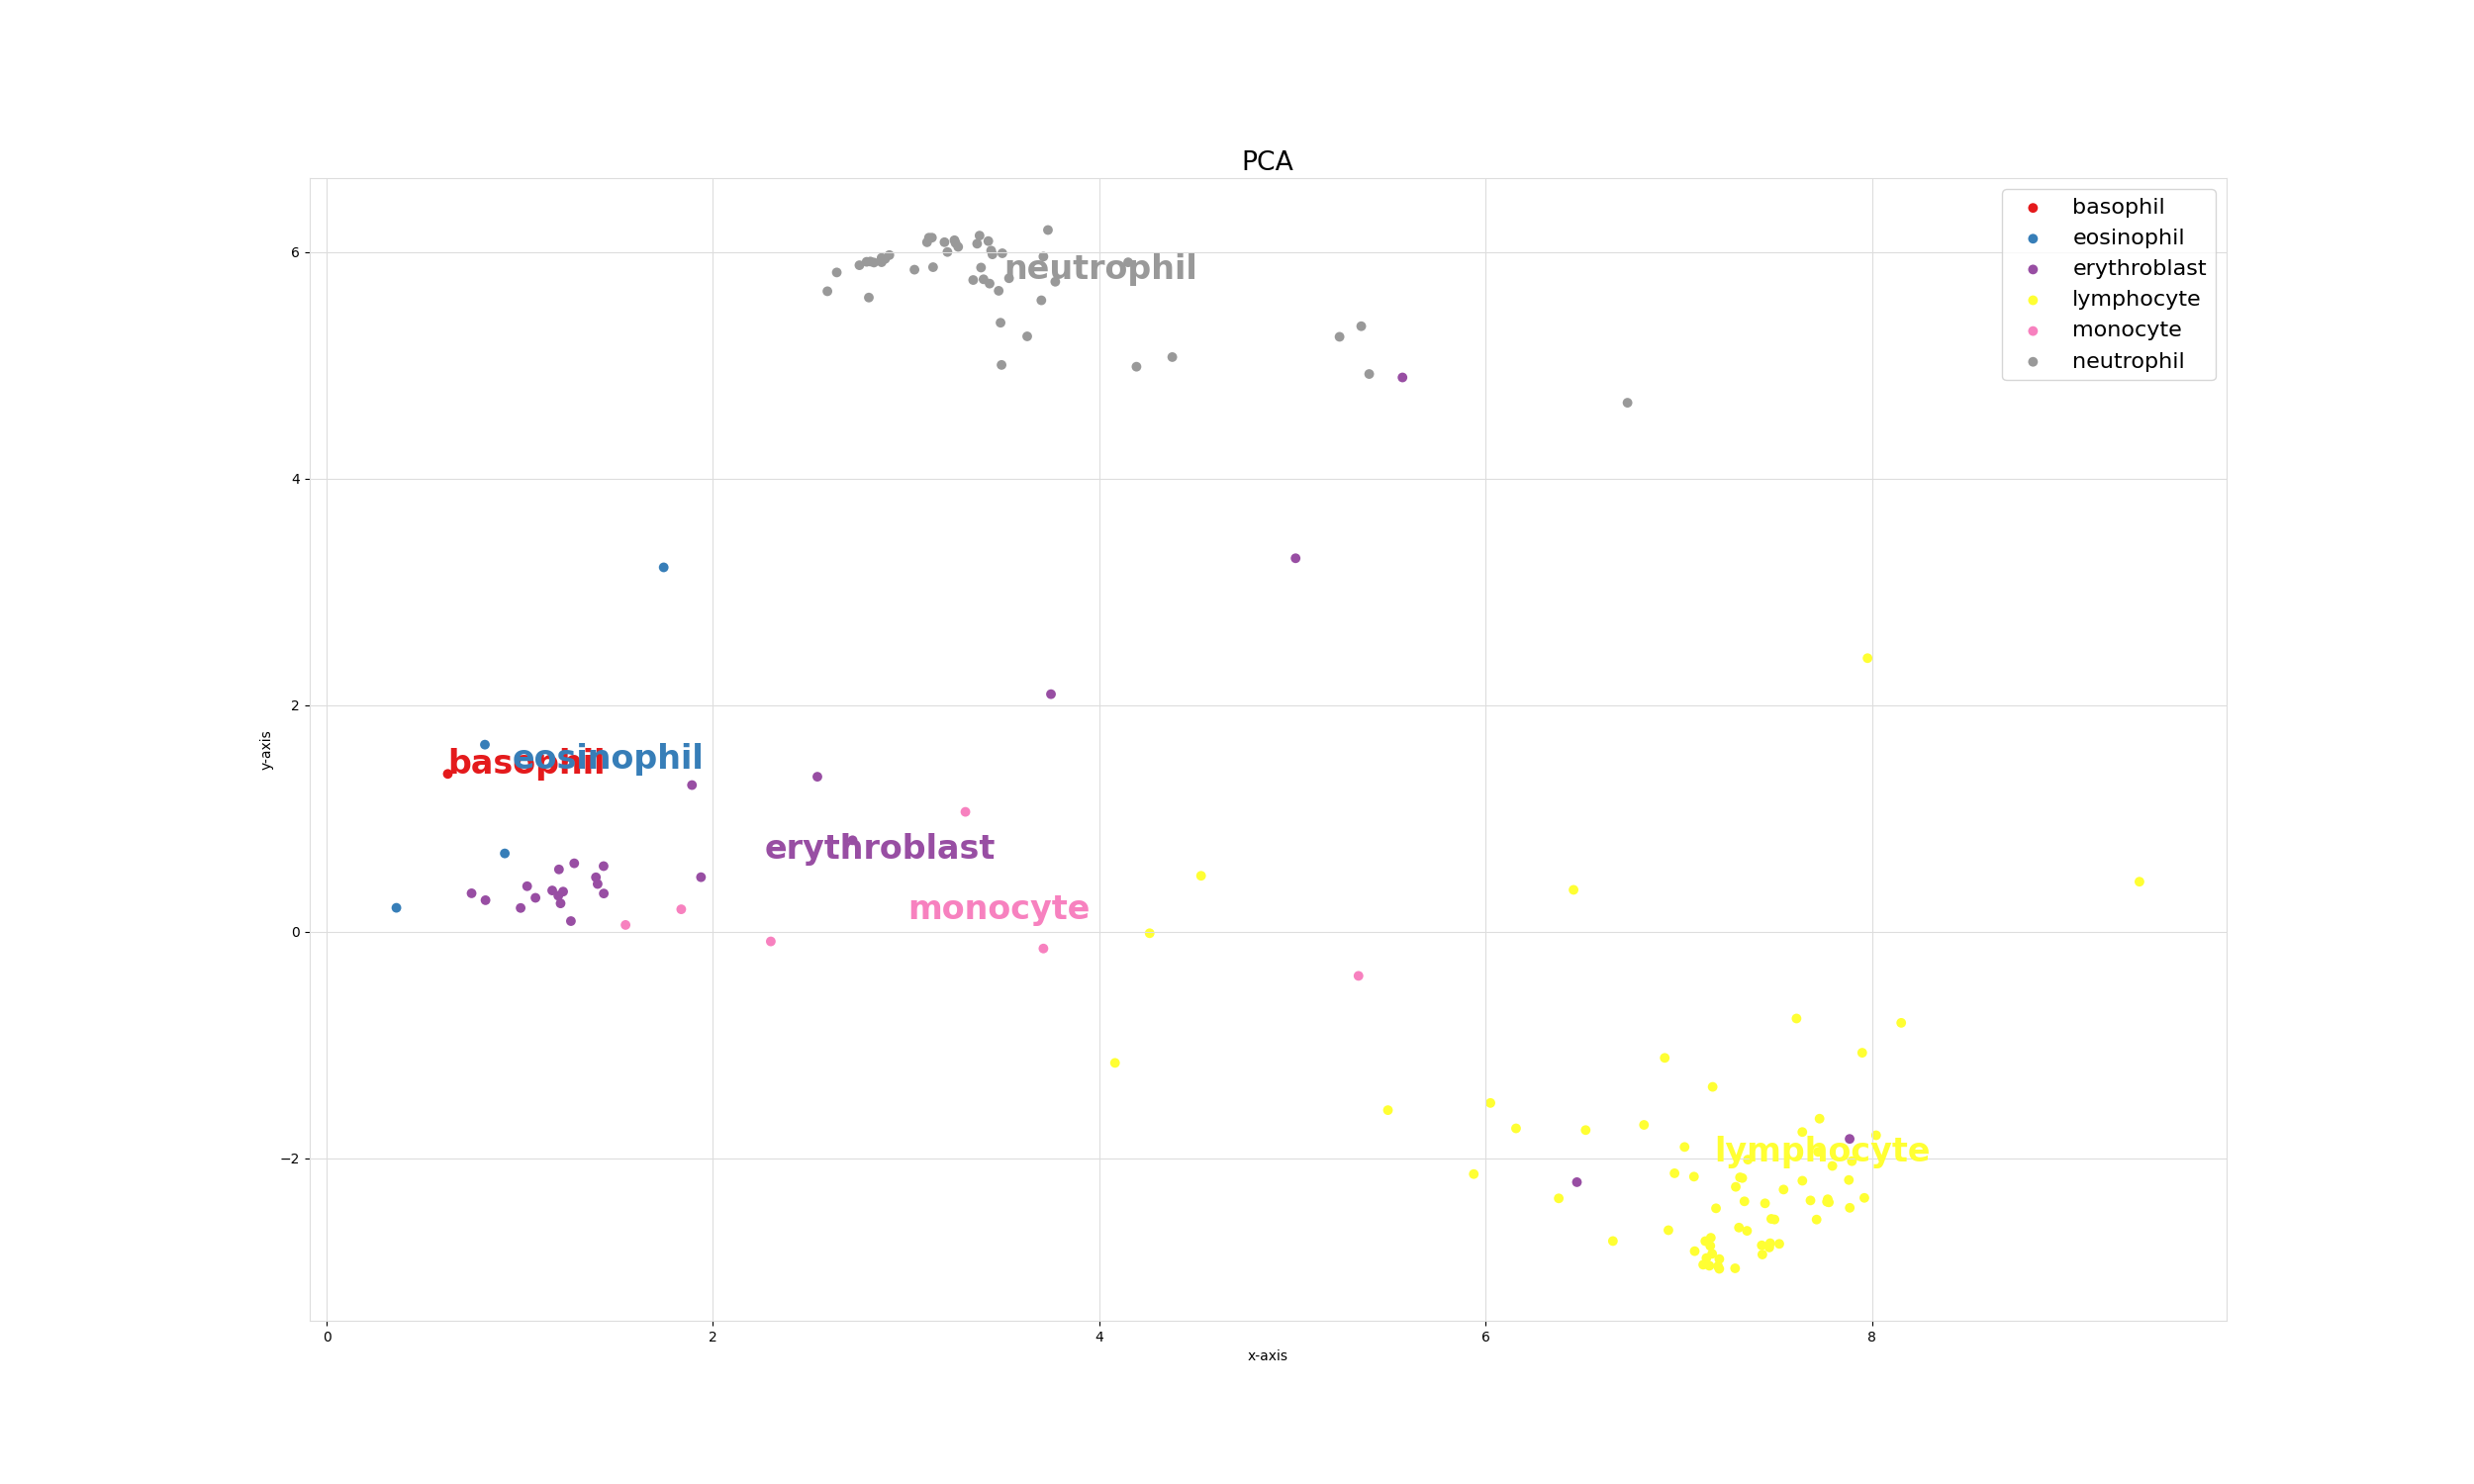 PCA
basophil
eosinophil
erythroblast
lymphocyte
monocyte
neutrophil
neutrophil
basophil
eosinophil
erythroblast
monocyte
lymphocyte
6
4
2
0
−2
y-axis
0
2
4
6
8
x-axis